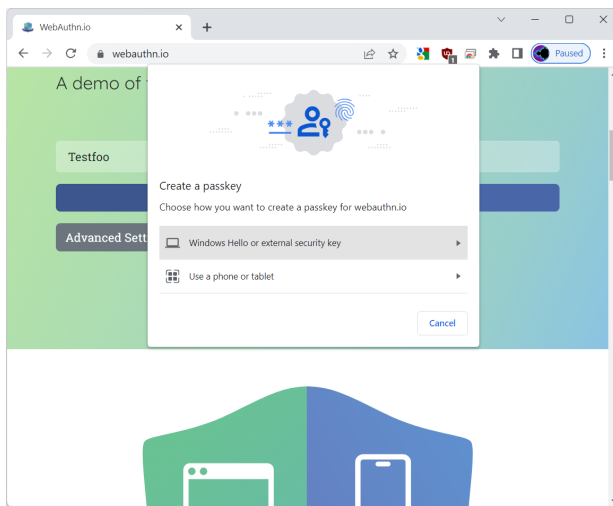 WebAuthn.io
webauthn.io
1
Paused
A demo of
***
Testfoo
Advanced Sett
Create a passkey
Choose how you want to create a passkey for webauthn.io
Windows Hello or external security key
Use a phone or tablet
Cancel